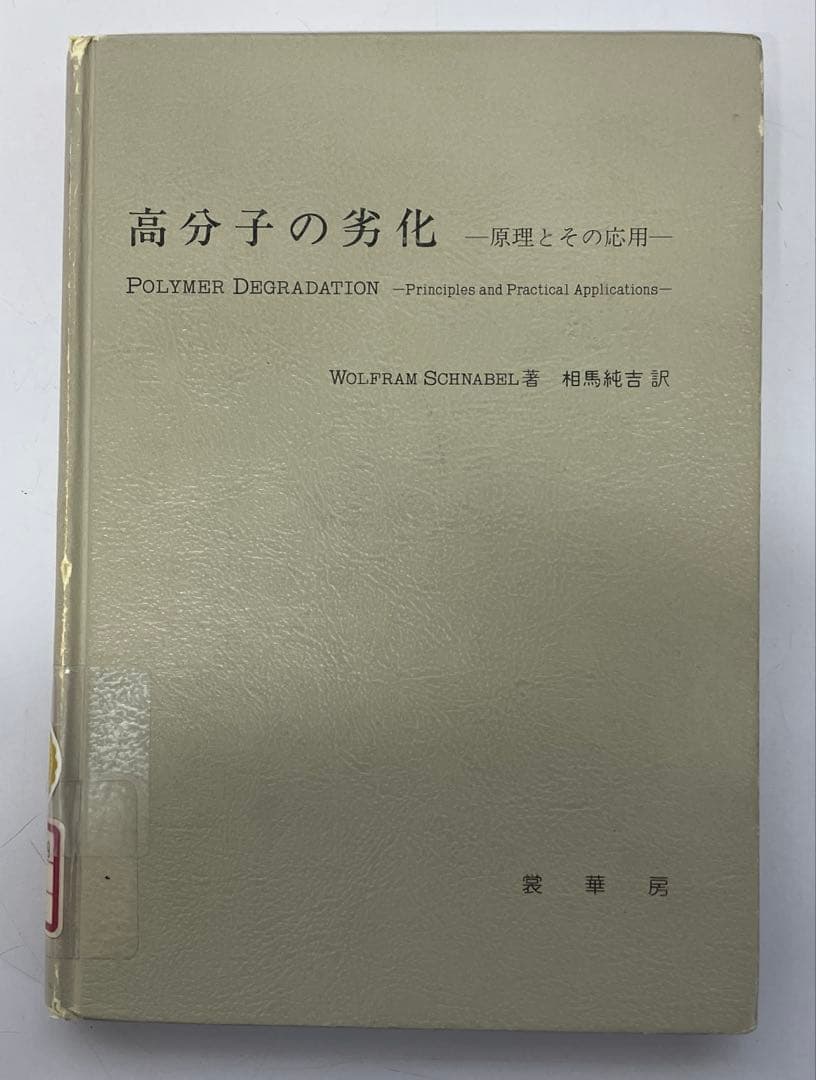 高分子の劣化 —原理とその応用—
POLYMER DEGRADATION —Principles and Practical Applications—
WOLFRAM SCHNABEL著 相馬純吉訳
裳華房